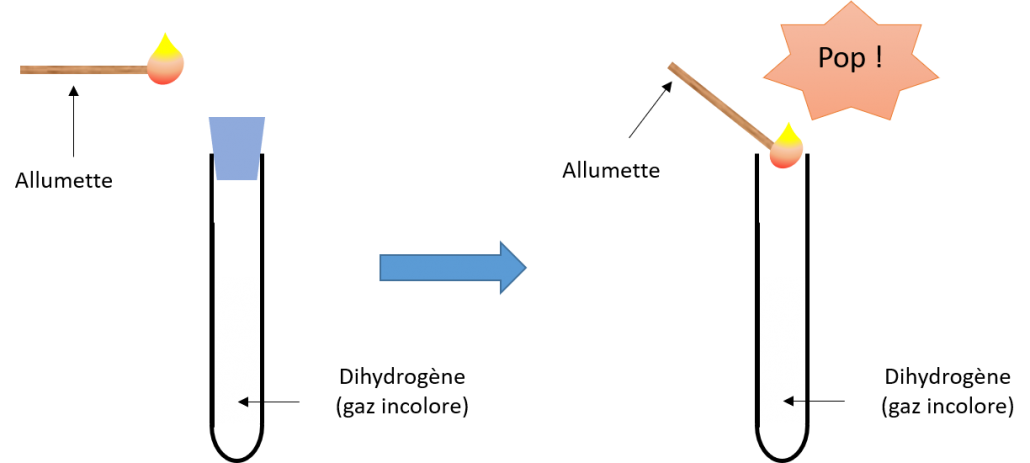 Allumette
Dihydrogène
(gaz incolore)
Pop !
Allumette
Dihydrogène
(gaz incolore)